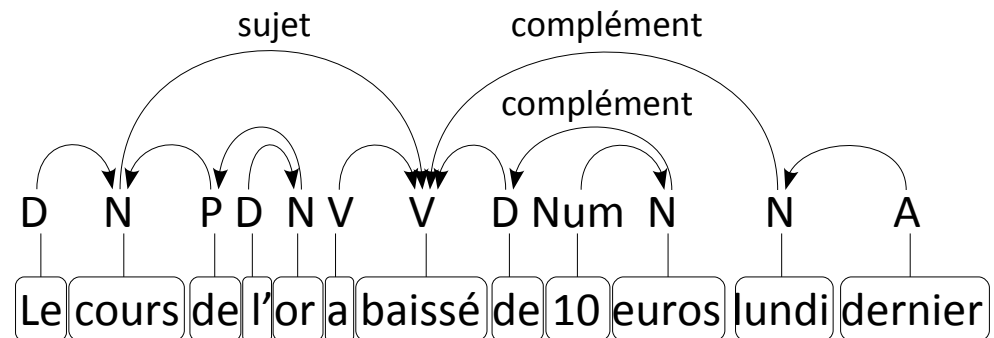 sujet complément
complément
D N P D N V V D Num N N A
Le cours de l’or a baissé de 10 euros lundi dernier